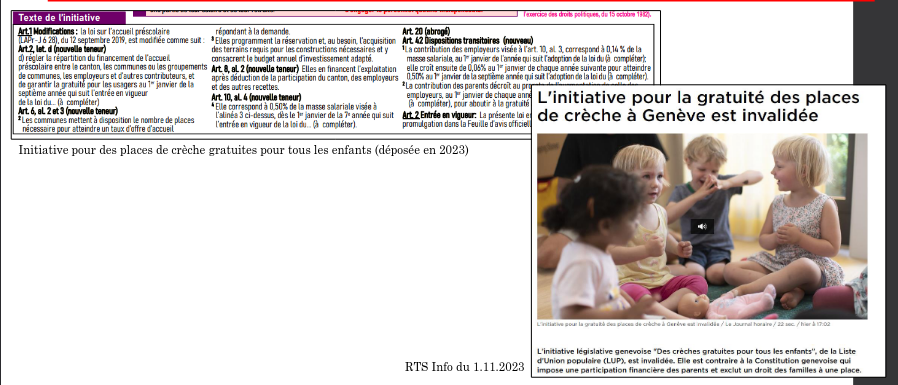 Texte de l'initiative
l'exercice des droits politiques, du 15 octobre 1982).
Art.1 Modifications : la loi sur l'accueil préscolaire
(LAPr-J 6 28), du 12 septembre 2019, est modifiée comme suit :
Art.2, let. d (nouvelle teneur)
d) régler la répartition du financement de l'accueil
préscolaire entre le canton, les communes ou les groupements
de communes, les employeurs et d'autres contributeurs, et
de garantir la gratuité pour les usagers au 1er janvier de la
septième année qui suit l'entrée en vigueur
de la loi du... (à compléter)
Art. 6, al. 2 et 3 (nouvelle teneur)
2 Les communes mettent à disposition le nombre de places
nécessaire pour atteindre un taux d'offre d'accueil
répondant à la demande.
3 Elles programment la réservation et, au besoin, l'acquisition
des terrains requis pour les constructions nécessaires et y
consacrent le budget annuel d'investissement adapté.
Art. 8, al. 2 (nouvelle teneur) Elles en financent l'exploitation
après déduction de la participation du canton, des employeurs
et des autres recettes.
Art. 10, al. 4 (nouvelle teneur)
4 Elle correspond à 0,50% de la masse salariale visée à
l'alinéa 3 ci-dessus, dès le 1er janvier de la 7e année qui suit
l'entrée en vigueur de la loi du... (à compléter).
Art. 20 (abrogé)
Art. 42 Dispositions transitoires (nouveau)
1 La contribution des employeurs visée à l'art. 10, al. 3, correspond à 0,14 % de la
masse salariale, au 1er janvier de l'année qui suit l'adoption de la loi du (à compléter);
elle croît ensuite de 0,06% au 1er janvier de chaque année suivante pour atteindre
0,50% au 1er janvier de la septième année qui suit l'adoption de la loi du (à compléter).
2 La contribution des parents décroît au
employeurs, au 1er janvier de chaque
(à compléter), pour aboutir à la gratuité
Art. 2 Entrée en vigueur: La présente loi
promulgation dans la Feuille d'avis
Initiative pour des places de crèche gratuites pour tous les enfants (déposée en 2023)
L'initiative pour la gratuité des places
de crèche à Genève est invalidée
L'initiative pour la gratuité des places de crèche à Genève est invalidée / Le Journal horaire / 22 sec. / hier à 17:02
L'initiative législative genevoise "Des crèches gratuites pour tous les enfants", de la Liste
d'Union populaire (LUP), est invalidée. Elle est contraire à la Constitution genevoise qui
impose une participation financière des parents et exclut un droit des familles à une place.
RTS Info du 1.11.2023